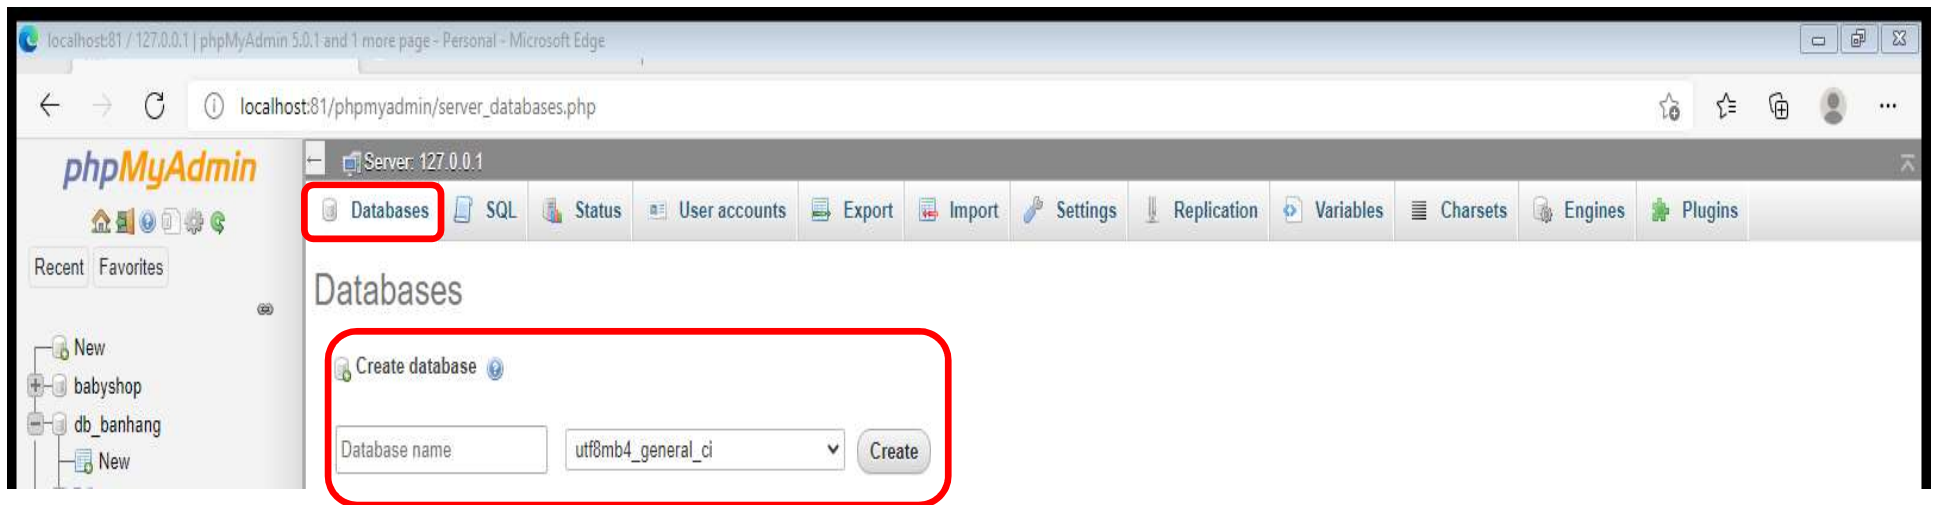 localhost:81 / 127.0.0.1 | phpMyAdmin 5.0.1 and 1 more page - Personal - Microsoft Edge
localhost:81/phpmyadmin/server_databases.php
phpMyAdmin
Server: 127.0.0.1
Databases SQL Status User accounts Export Import Settings Replication Variables Charsets Engines Plugins
Recent Favorites
Databases
New
Create database
babyshop
db_banhang
Database name utf8mb4_general_ci Create
New